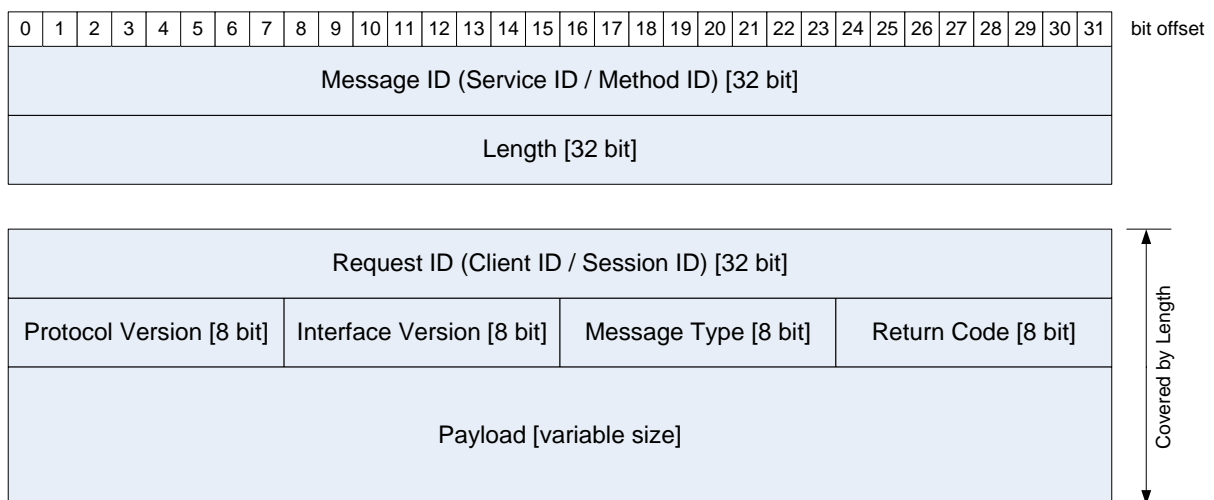 0 1 2 3 4 5 6 7 8 9 10 11 12 13 14 15 16 17 18 19 20 21 22 23 24 25 26 27 28 29 30 31 bit offset
Message ID (Service ID / Method ID) [32 bit]
Length [32 bit]
Request ID (Client ID / Session ID) [32 bit]
Protocol Version [8 bit] Interface Version [8 bit] Message Type [8 bit] Return Code [8 bit]
Payload [variable size]
Covered by Length